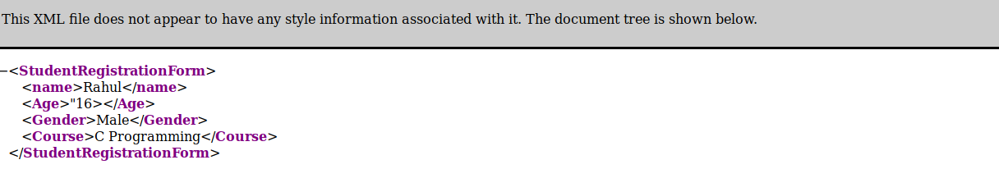 This XML file does not appear to have any style information associated with it. The document tree is shown below.
−<StudentRegistrationForm>
<name>Rahul</name>
<Age>"16></Age>
<Gender>Male</Gender>
<Course>C Programming</Course>
</StudentRegistrationForm>